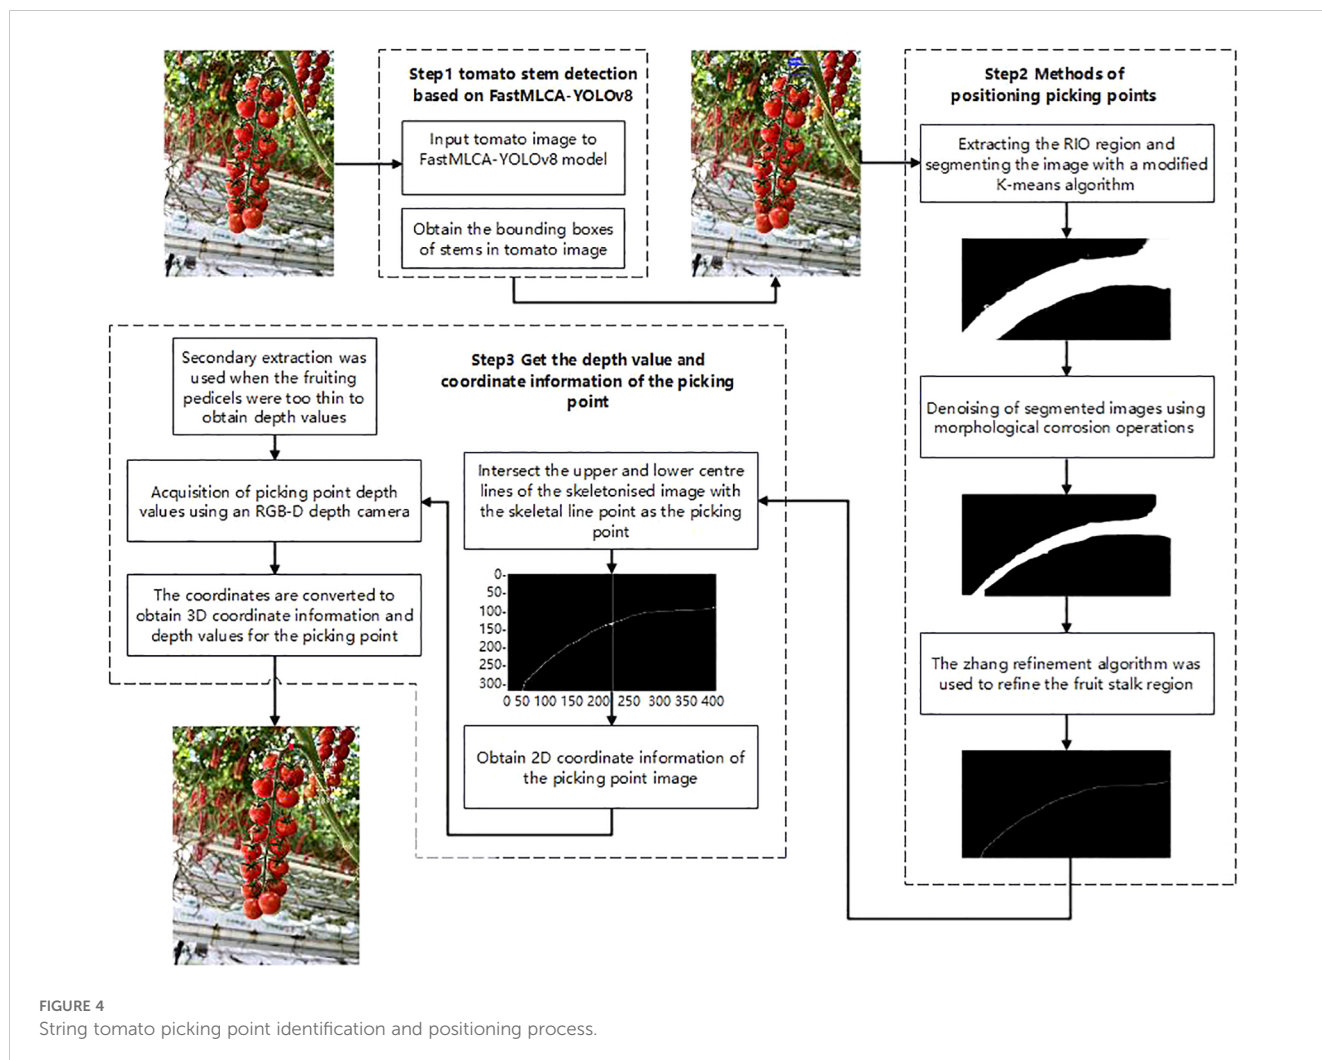 Step1 tomato stem detection
based on FastMLCA-YOLOv8
Input tomato image to
FastMLCA-YOLOv8 model
Obtain the bounding boxes
of stems in tomato image
Step2 Methods of
positioning picking points
Extracting the RIO region and
segmenting the image with a modified
K-means algorithm
Denoising of segmented images using
morphological corrosion operations
The zhang refinement algorithm was
used to refine the fruit stalk region
Step3 Get the depth value and
coordinate information of the picking
point
Intersect the upper and lower centre
lines of the skeletonised image with
the skeletal line point as the picking
point
0-
50-
100-
150-
200-
250-
300-
0 50 100 150 200 250 300 350 400
Obtain 2D coordinate information of
the picking point image
Secondary extraction was
used when the fruiting
pedicels were too thin to
obtain depth values
Acquisition of picking point depth
values using an RGB-D depth camera
The coordinates are converted to
obtain 3D coordinate information and
depth values for the picking point
FIGURE 4
String tomato picking point identification and positioning process.